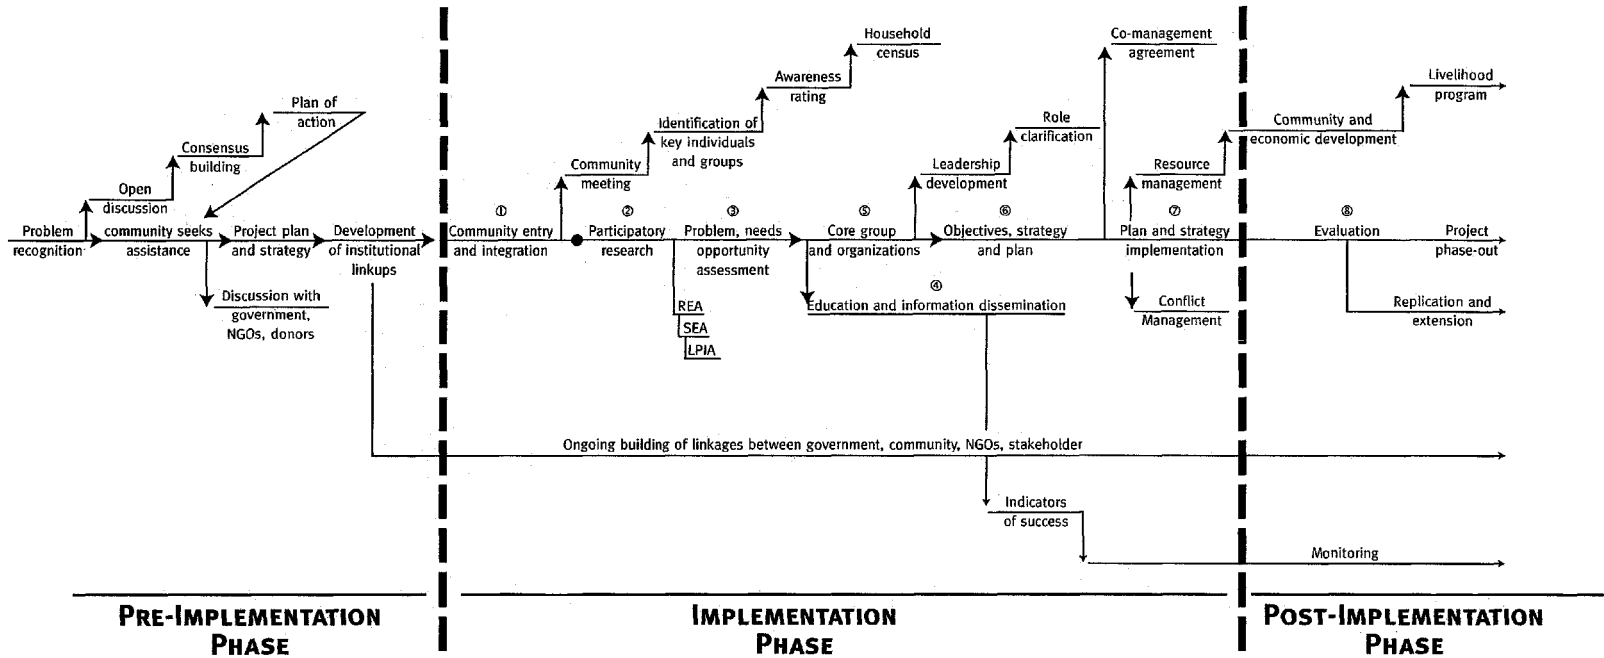 Household
census
Co-management
agreement
Awareness
rating
Livelihood
program
Plan of
action
Identification of
key individuals
and groups
Role
clarification
Community and
economic development
Consensus
building
Community
meeting
Leadership
development
Resource
management
Open
discussion
Problem
recognition
community seeks
assistance
Project plan
and strategy
Development
of institutional
linkups
①
Community entry
and integration
②
Participatory
research
③
Problem, needs
opportunity
assessment
⑤
Core group
and organizations
⑥
Objectives, strategy
and plan
⑦
Plan and strategy
implementation
⑧
Evaluation
Project
phase-out
Discussion with
government,
NGOs, donors
REA
SEA
LPIA
④
Education and information dissemination
Conflict
Management
Replication and
extension
Ongoing building of linkages between government, community, NGOs, stakeholder
Indicators
of success
Monitoring
PRE-IMPLEMENTATION
PHASE
IMPLEMENTATION
PHASE
POST-IMPLEMENTATION
PHASE